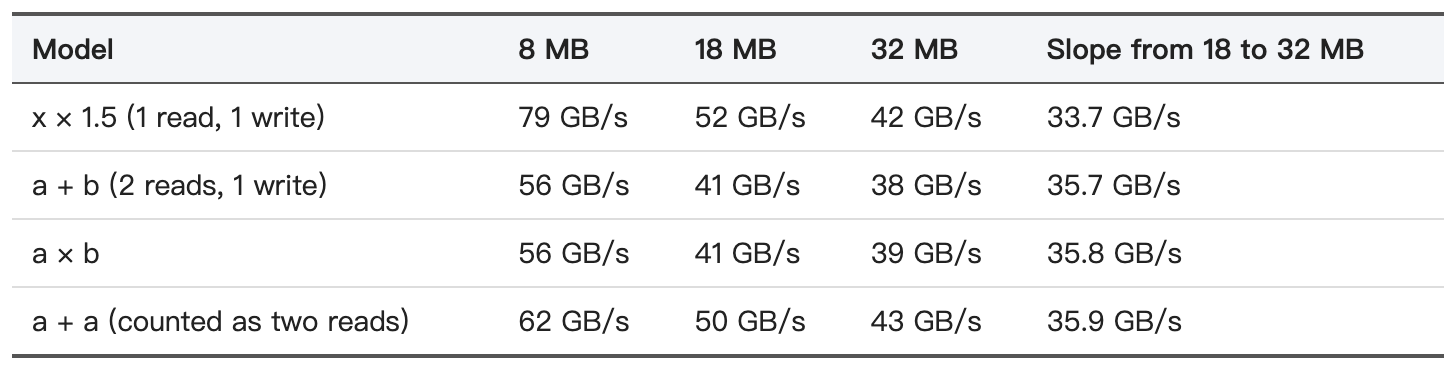 Model 8 MB 18 MB 32 MB Slope from 18 to 32 MB
x × 1.5 (1 read, 1 write) 79 GB/s 52 GB/s 42 GB/s 33.7 GB/s
a + b (2 reads, 1 write) 56 GB/s 41 GB/s 38 GB/s 35.7 GB/s
a × b 56 GB/s 41 GB/s 39 GB/s 35.8 GB/s
a + a (counted as two reads) 62 GB/s 50 GB/s 43 GB/s 35.9 GB/s